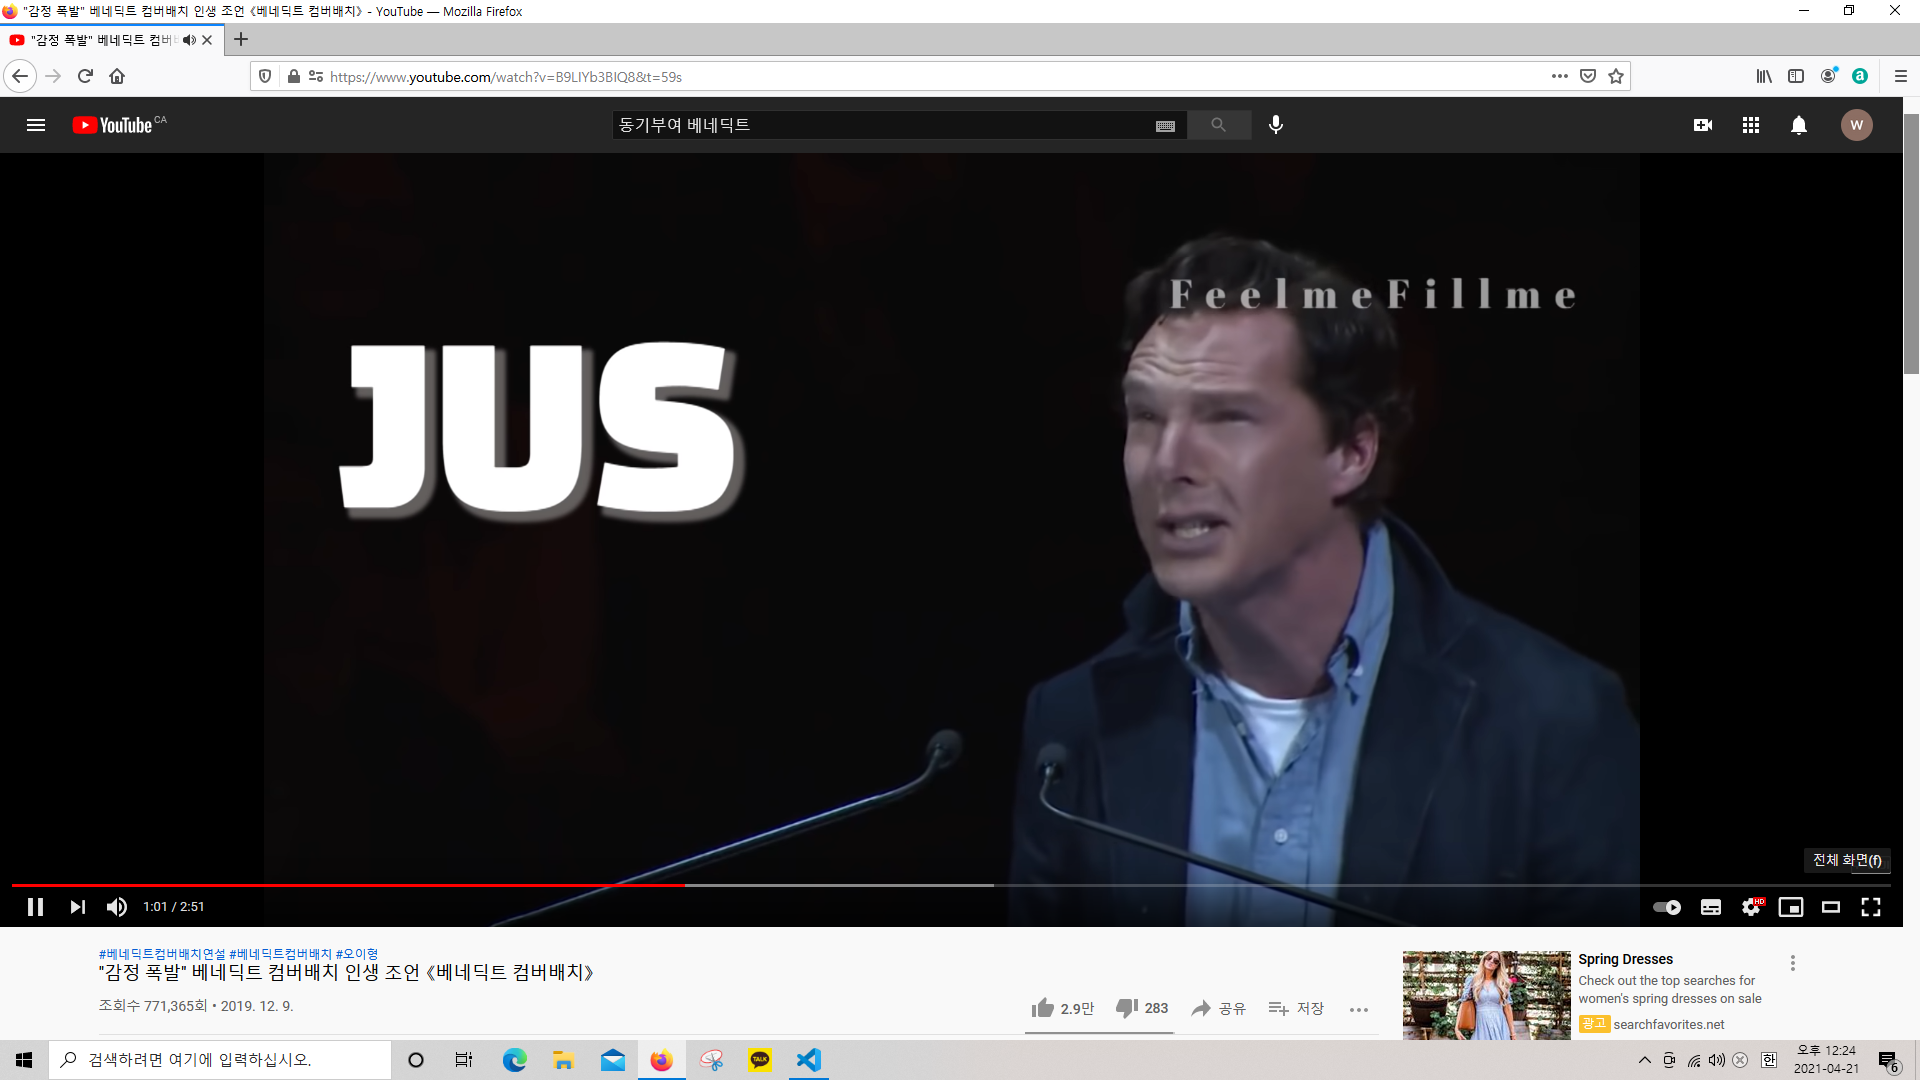 "감정 폭발" 베네딕트 컴버배치 인생 조언 《베네딕트 컴버배치》 - YouTube — Mozilla Firefox
"감정 폭발" 베네딕트 컴버
https://www.youtube.com/watch?v=B9LIYb3BIQ8&t=59s
YouTube CA
동기부여 베네딕트
W
FeelmeFillme
JUS
전체 화면(f)
1:01 / 2:51
HD
#베네딕트컴버배치연설 #베네딕트컴버배치 #오이형
"감정 폭발" 베네딕트 컴버배치 인생 조언 《베네딕트 컴버배치》
조회수 771,365회 • 2019. 12. 9.
2.9만
283
공유
저장
Spring Dresses
Check out the top searches for
women's spring dresses on sale
광고 searchfavorites.net
검색하려면 여기에 입력하십시오.
TALK
한
오후 12:24
2021-04-21
6